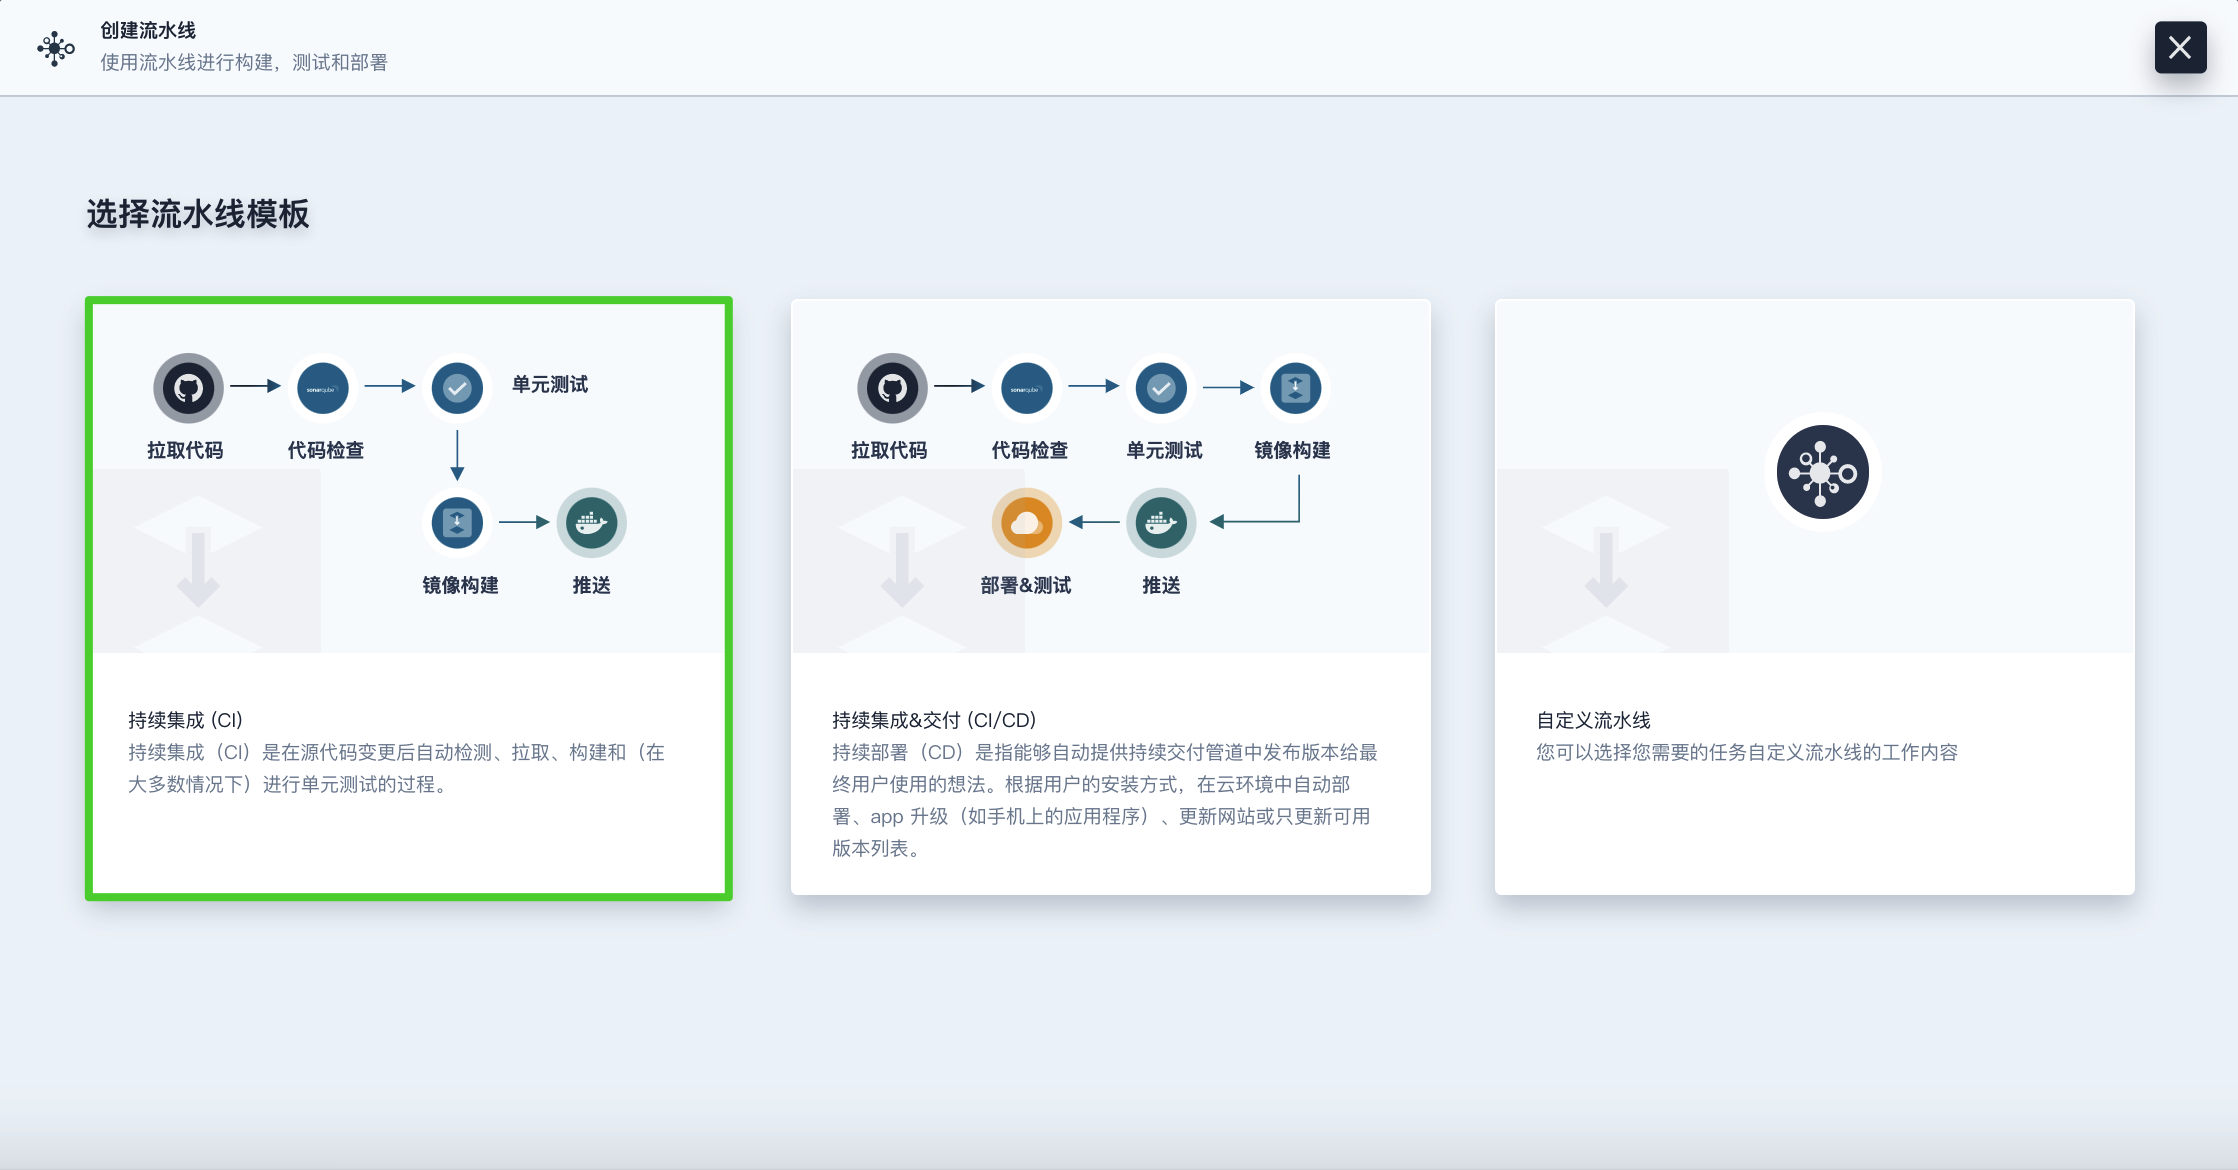 创建流水线
使用流水线进行构建，测试和部署
选择流水线模板
sonarqube
单元测试
拉取代码
代码检查
镜像构建
推送
持续集成 (CI)
持续集成（CI）是在源代码变更后自动检测、拉取、构建和（在
大多数情况下）进行单元测试的过程。
sonarqube
拉取代码
代码检查
单元测试
镜像构建
部署&测试
推送
持续集成&交付 (CI/CD)
持续部署（CD）是指能够自动提供持续交付管道中发布版本给最
终用户使用的想法。根据用户的安装方式，在云环境中自动部
署、app 升级（如手机上的应用程序）、更新网站或只更新可用
版本列表。
自定义流水线
您可以选择您需要的任务自定义流水线的工作内容